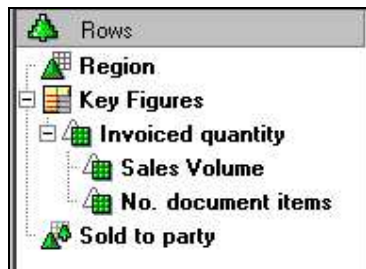 Rows
Region
Key Figures
Invoiced quantity
Sales Volume
No. document items
Sold to party